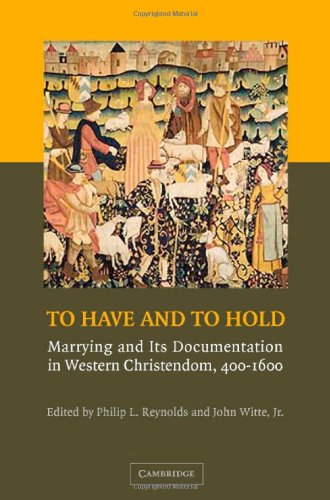 TO HAVE AND TO HOLD
Marrying and Its Documentation
in Western Christendom, 400-1600
Edited by Philip L. Reynolds and John Witte, Jr.
CAMBRIDGE